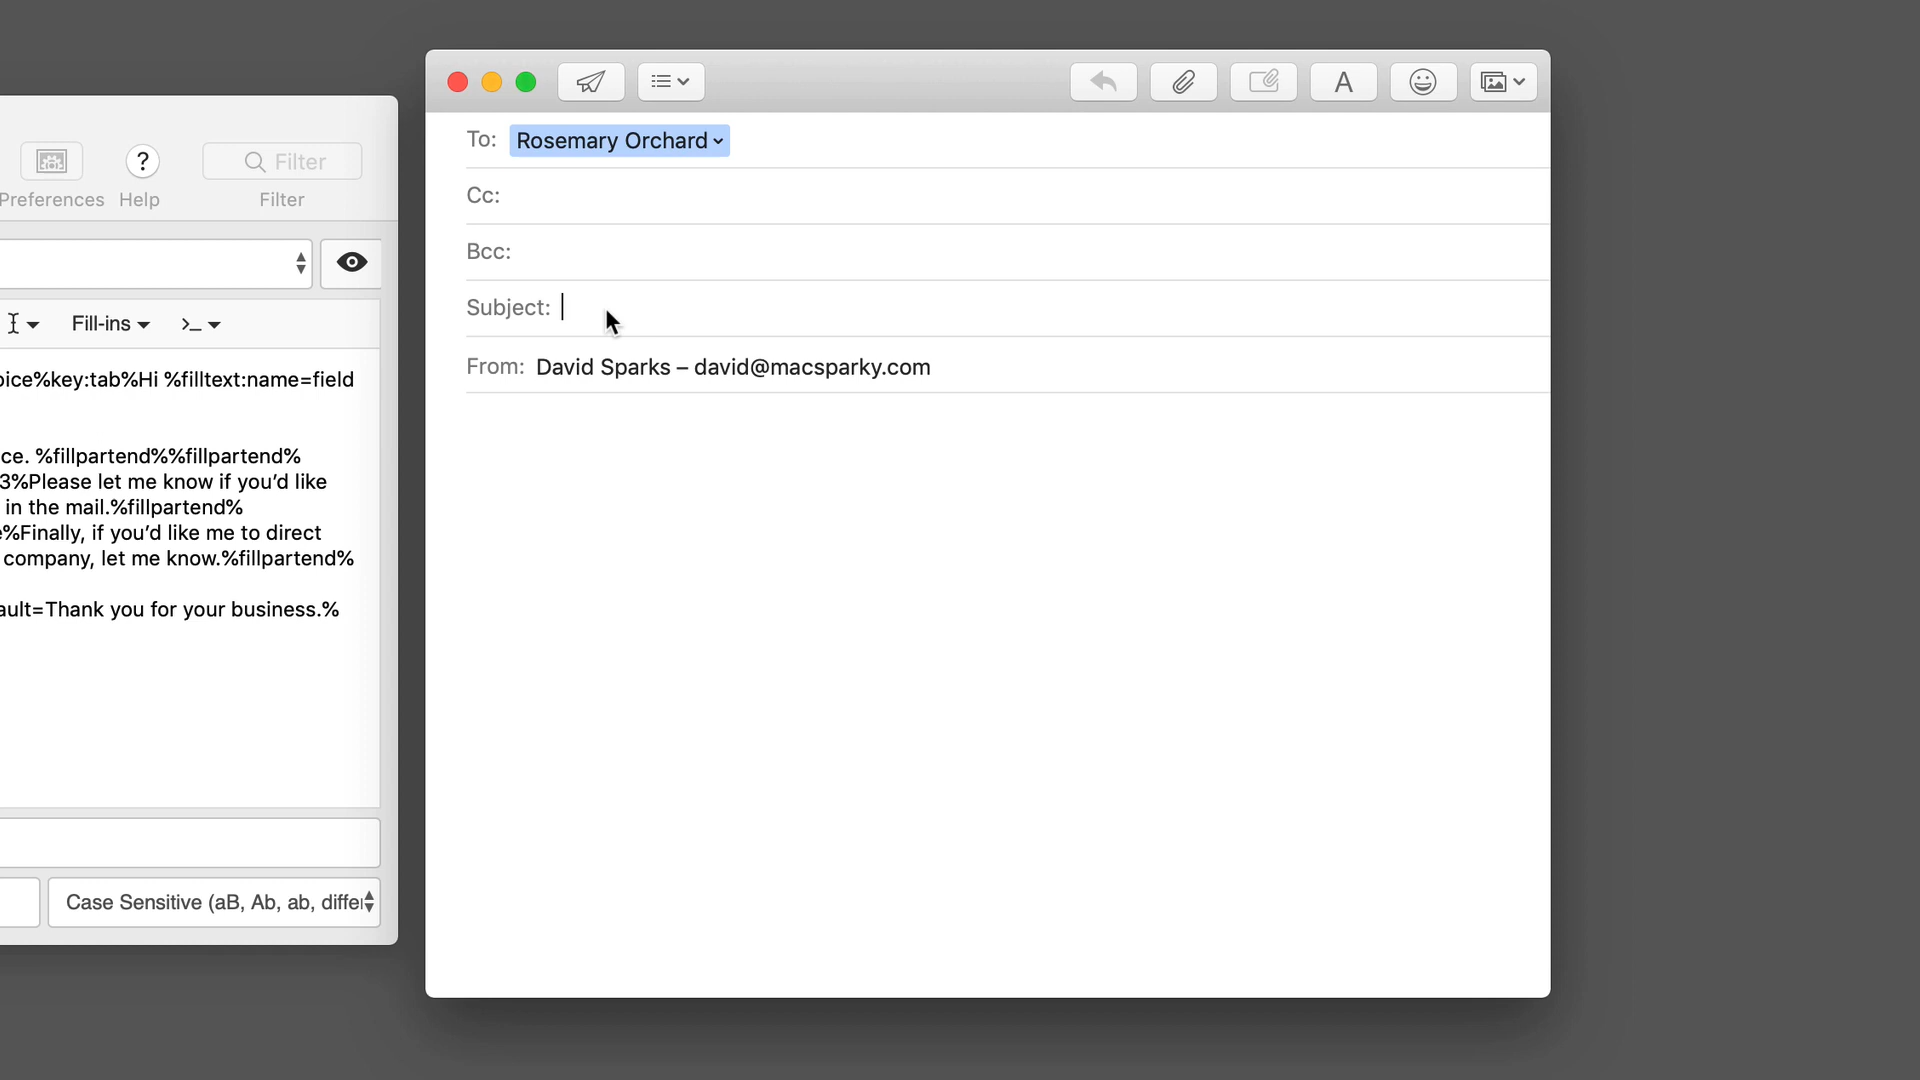 Filter
Preferences Help Filter
Fill-ins
oice%key:tab%Hi %filltext:name=field
ce. %fillpartend%%fillpartend%
3%Please let me know if you’d like
in the mail.%fillpartend%
e%Finally, if you’d like me to direct
company, let me know.%fillpartend%
ault=Thank you for your business.%
Case Sensitive (aB, Ab, ab, differ
To: Rosemary Orchard
Cc:
Bcc:
Subject:
From: David Sparks – david@macsparky.com